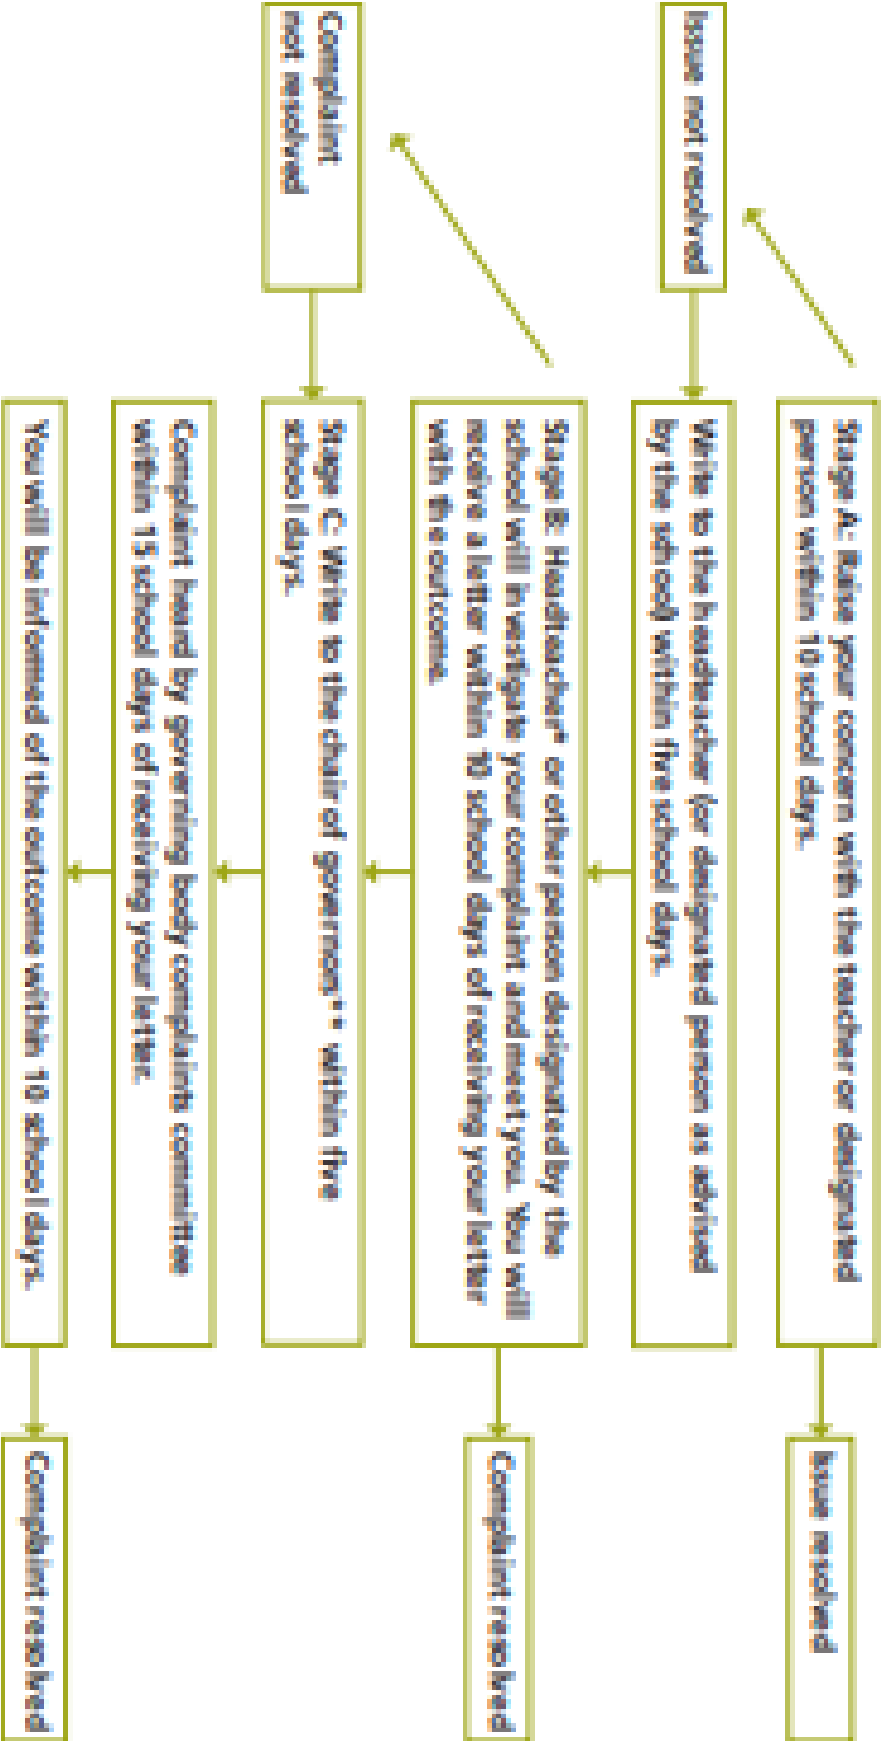 Stage A: Raise your concern with the teacher or designated
person within 10 school days.
Issue resolved
Issue not resolved
Write to the headteacher (or designated person as advised
by the school) within five school days.
Stage B: Headteacher* or other person designated by the
school will investigate your complaint and meet you. You will
receive a letter within 10 school days of receiving your letter
with the outcome.
Complaint resolved
Complaint
not resolved
Stage C: Write to the chair of governors** within five
school days.
Complaint heard by governing body complaints committee
within 15 school days of receiving your letter.
You will be informed of the outcome within 10 school days.
Complaint resolved